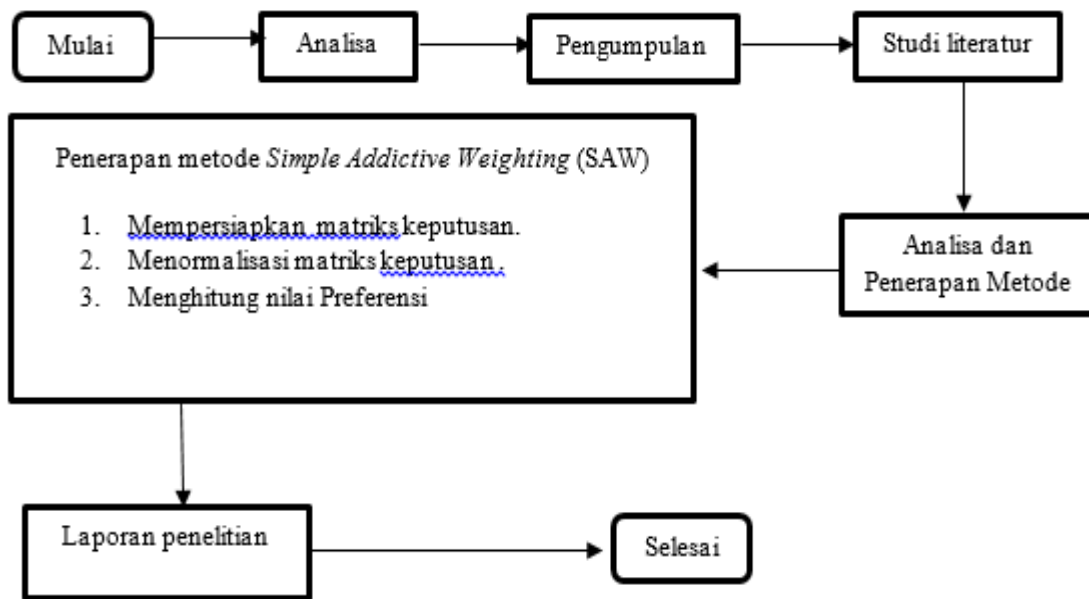 Mulai
Analisa
Pengumpulan
Studi literatur
Analisa dan
Penerapan Metode
Penerapan metode Simple Addictive Weighting (SAW)
1. Mempersiapkan matriks keputusan.
2. Menormalisasi matriks keputusan .
3. Menghitung nilai Preferensi
Laporan penelitian
Selesai